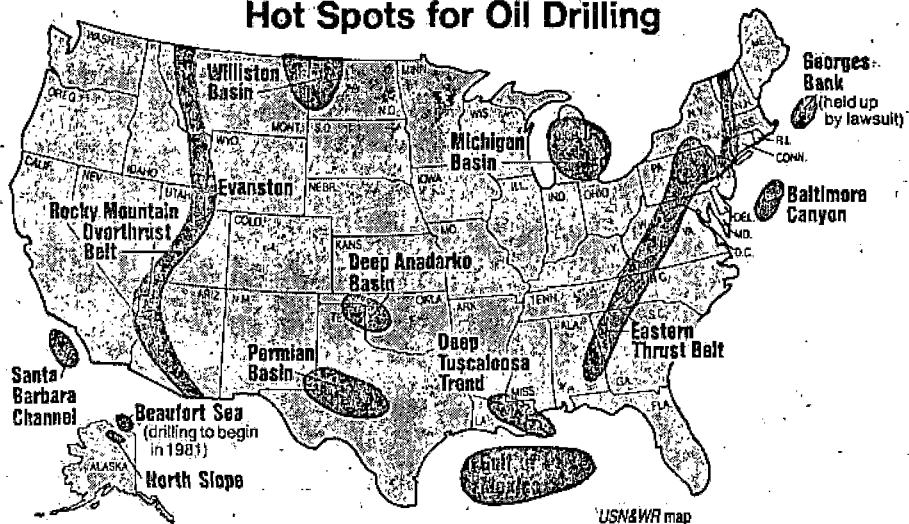 Hot Spots for Oil Drilling
WASH.
OREG.
CALIF.
NEV.
IDAHO
UTAH
MONT.
WYO.
COLO.
ARIZ.
N.M.
N.D.
S.D.
NEBR.
KANS.
OKLA.
MINN.
IOWA
MO.
ARK.
LA.
WIS.
ILL.
IND.
OHIO
TENN.
MISS.
ALA.
GA.
FLA.
S.C.
N.C.
VA.
PA.
ME.
MASS.
R.I.
CONN.
DEL.
MD.
D.C.
Williston
Basin
Michigan
Basin
Georges
Bank
(held up
by lawsuit)
Baltimore
Canyon
Evanston
Rocky Mountain
Overthrust
Belt
Deep Anadarko
Basin
Permian
Basin
Deep
Tuscaloosa
Trend
Eastern
Thrust Belt
Santa
Barbara
Channel
Beaufort Sea
(drilling to begin
in 1981)
ALASKA
North Slope
Gulf of
Mexico
USN&WR map